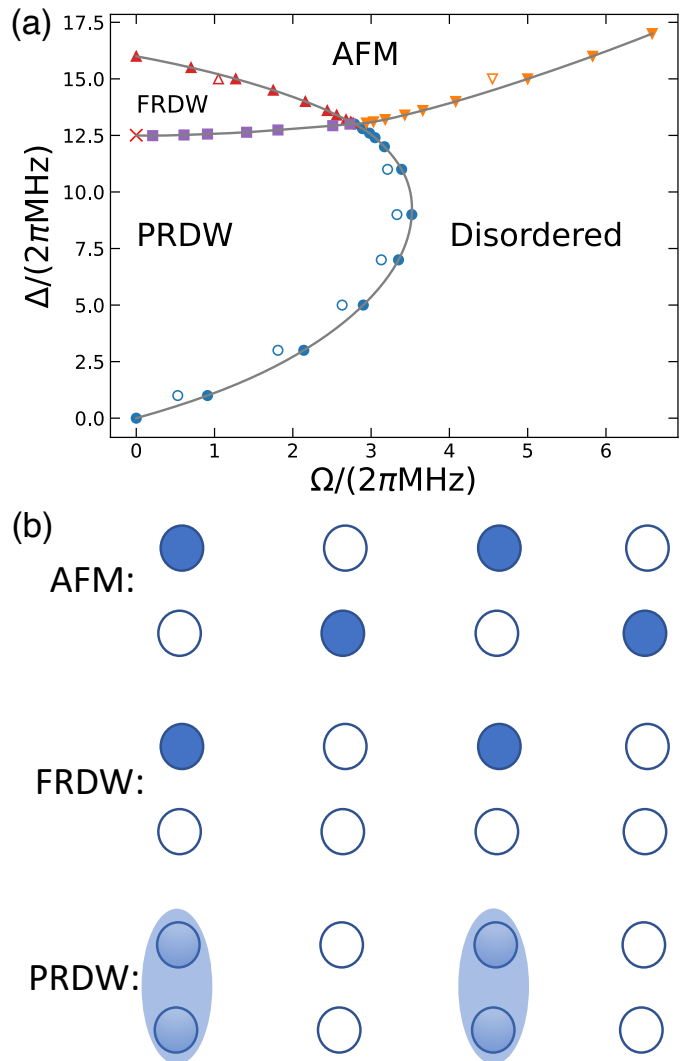 (a)
17.5
15.0
12.5
10.0
7.5
5.0
2.5
0.0
Δ/(2πMHz)
AFM
FRDW
PRDW
Disordered
0 1 2 3 4 5 6
Ω/(2πMHz)
(b)
AFM:
FRDW:
PRDW: